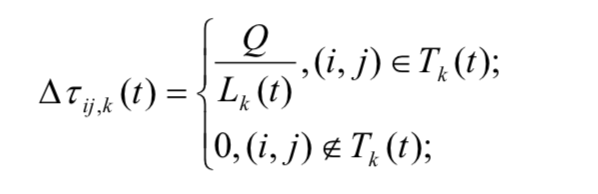 Δτ_{ij,k}(t) = { Q / L_k(t), (i, j) ∈ T_k(t);
0, (i, j) ∉ T_k(t);